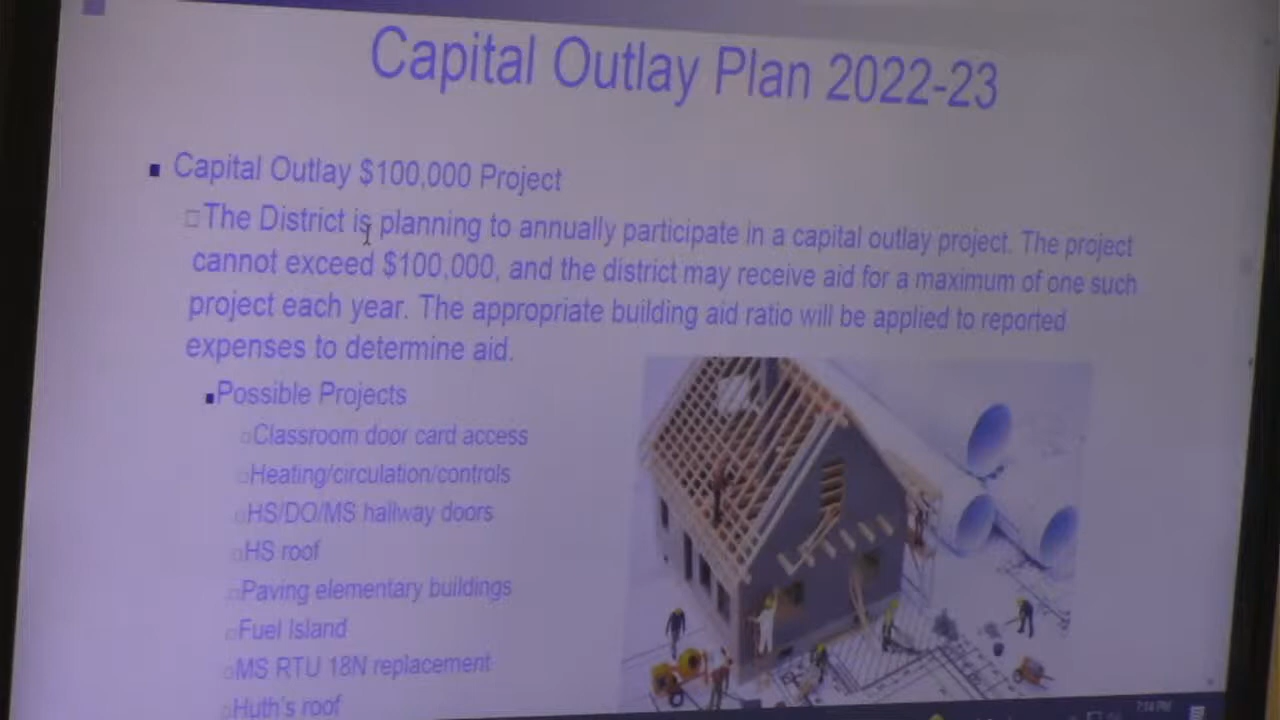 Capital Outlay Plan 2022-23
Capital Outlay $100,000 Project
The District is planning to annually participate in a capital outlay project. The project
cannot exceed $100,000, and the district may receive aid for a maximum of one such
project each year. The appropriate building aid ratio will be applied to reported
expenses to determine aid.
Possible Projects
Classroom door card access
Heating/circulation/controls
HS/DO/MS hallway doors
HS roof
Paving elementary buildings
Fuel Island
MS RTU 18N replacement
Huth's roof
7:14 PM